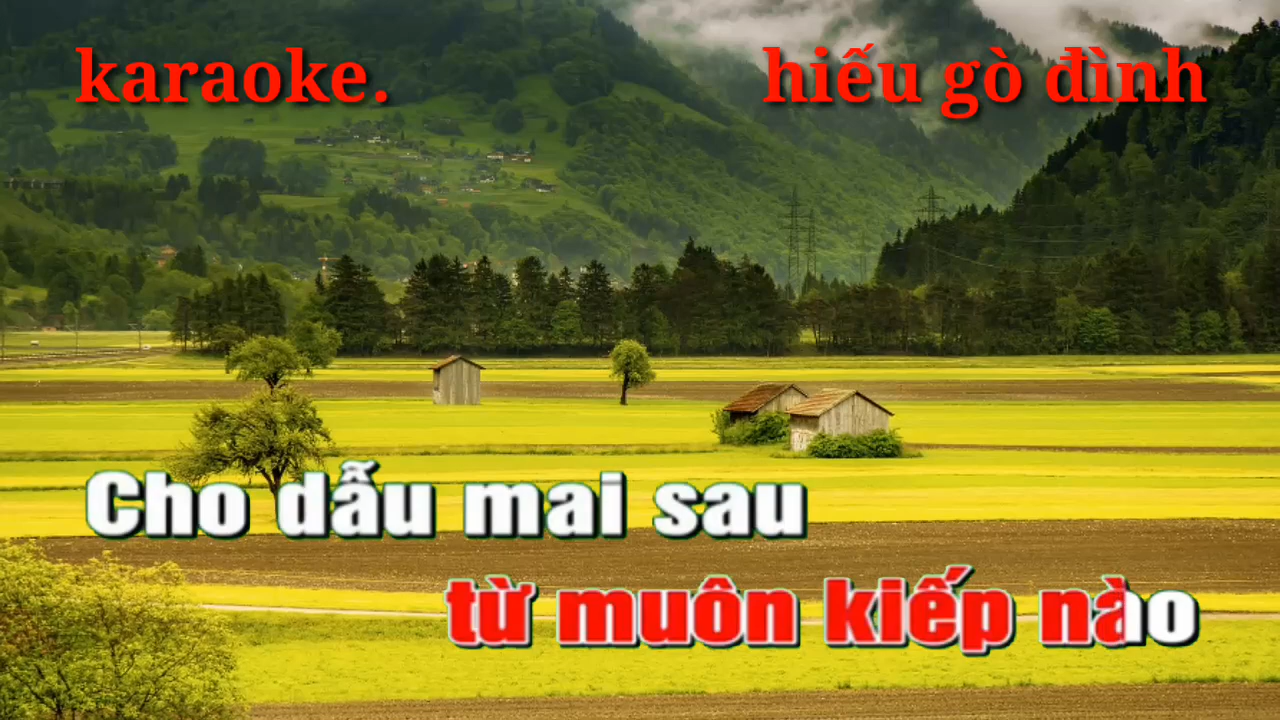 karaoke. hiếu gò đình
Cho dẫu mai sau
từ muôn kiếp nào